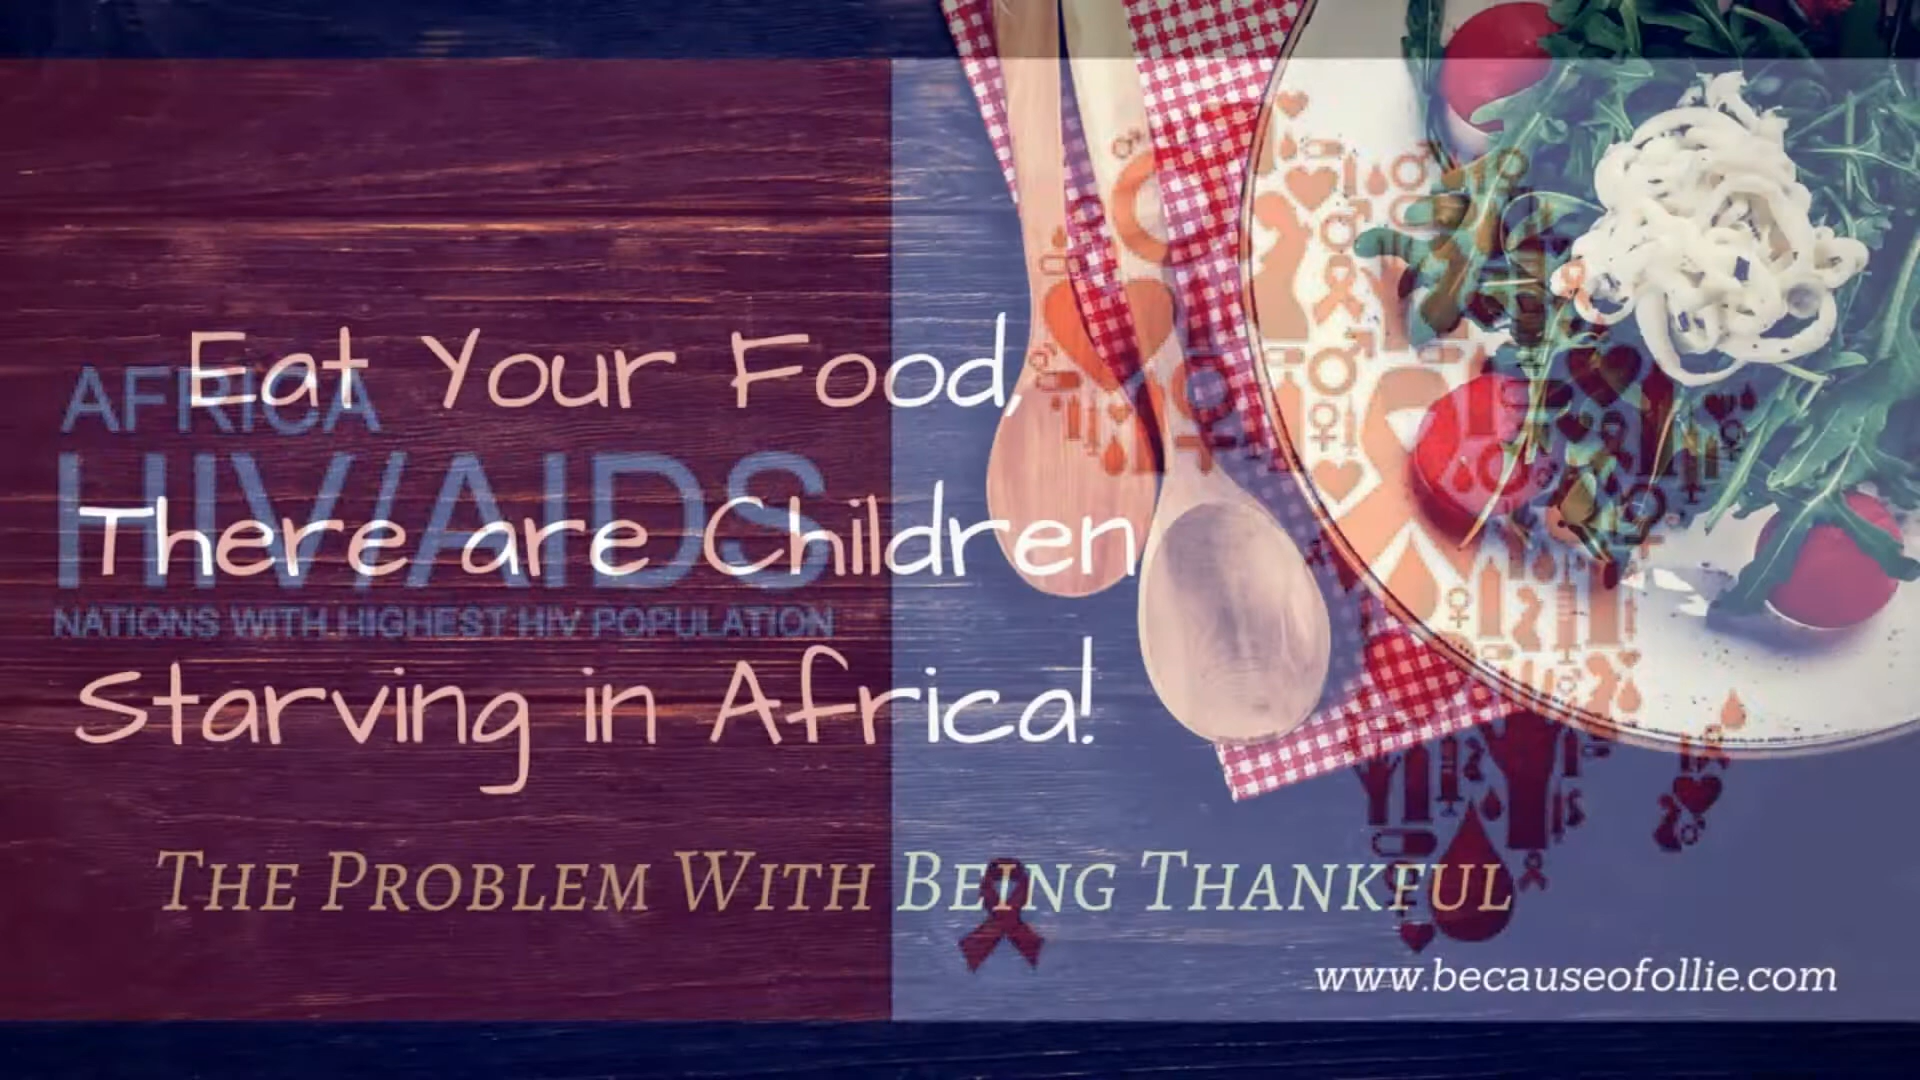 Eat Your Food,
AFRICA
HIV/AIDS
There are Children
NATIONS WITH HIGHEST HIV POPULATION
Starving in Africa!
THE PROBLEM WITH BEING THANKFUL
www.becauseofollie.com